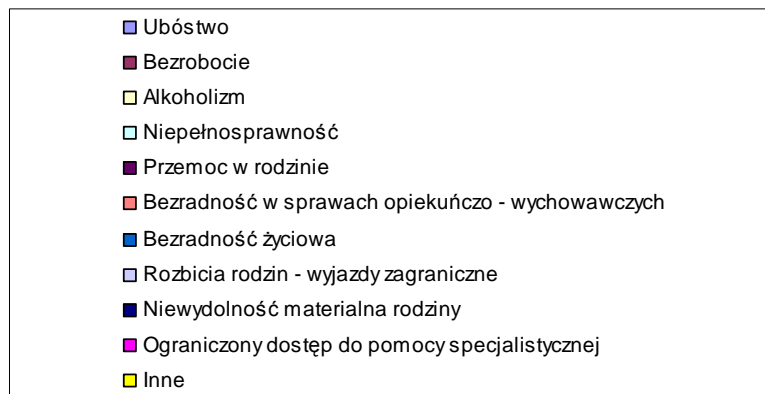 Ubóstwo
Bezrobocie
Alkoholizm
Niepełnosprawność
Przemoc w rodzinie
Bezradność w sprawach opiekuńczo - wychowawczych
Bezradność życiowa
Rozbicia rodzin - wyjazdy zagraniczne
Niewydolność materialna rodziny
Ograniczony dostęp do pomocy specjalistycznej
Inne